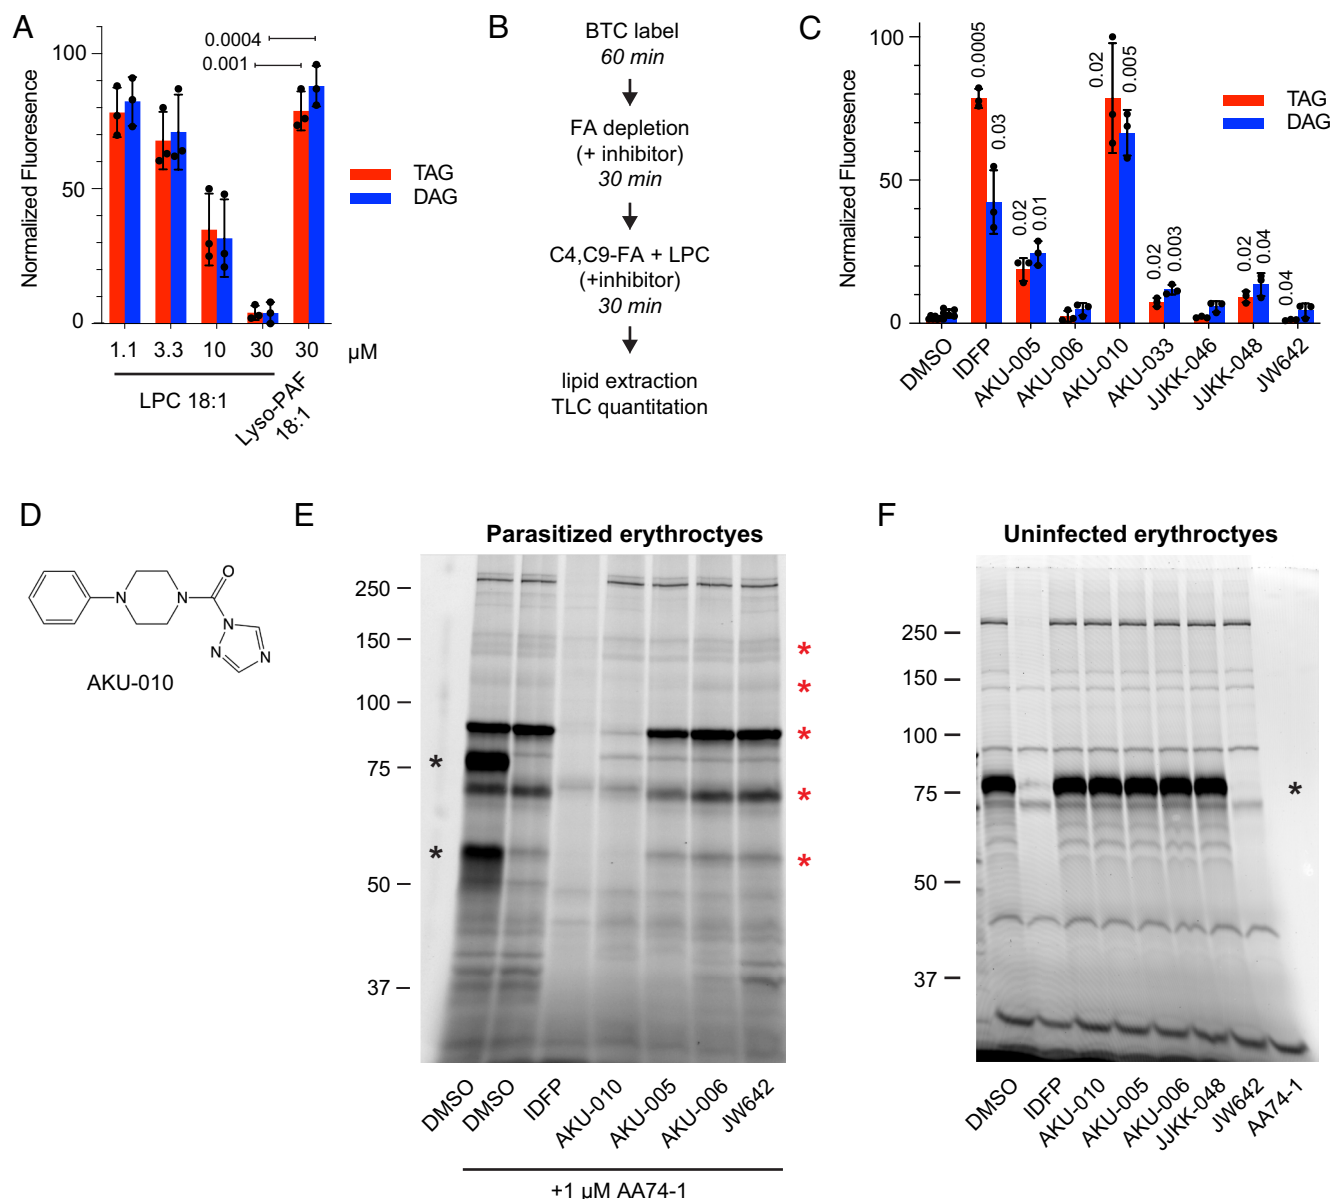 A
Normalized Fluorescence
100
50
0
0.0004
0.001
1.1 3.3 10 30 30 µM
LPC 18:1
Lyso-PAF
18:1
TAG
DAG
B
BTC label
60 min
FA depletion
(+ inhibitor)
30 min
C4,C9-FA + LPC
(+inhibitor)
30 min
lipid extraction
TLC quantitation
C
Normalized Fluorescence
100
50
0
0.0005
0.03
0.02
0.01
0.02
0.005
0.02
0.003
0.02
0.04
0.04
TAG
DAG
DMSO
IDFP
AKU-005
AKU-006
AKU-010
AKU-033
JJKK-046
JJKK-048
JW642
D
O
N
N
N
N
N
AKU-010
E
Parasitized erythroctyes
250
150
100
75
50
37
*
*
*
*
*
*
*
DMSO
DMSO
IDFP
AKU-010
AKU-005
AKU-006
JW642
+1 µM AA74-1
F
Uninfected erythroctyes
250
150
100
75
50
37
*
DMSO
IDFP
AKU-010
AKU-005
AKU-006
JJKK-048
JW642
AA74-1